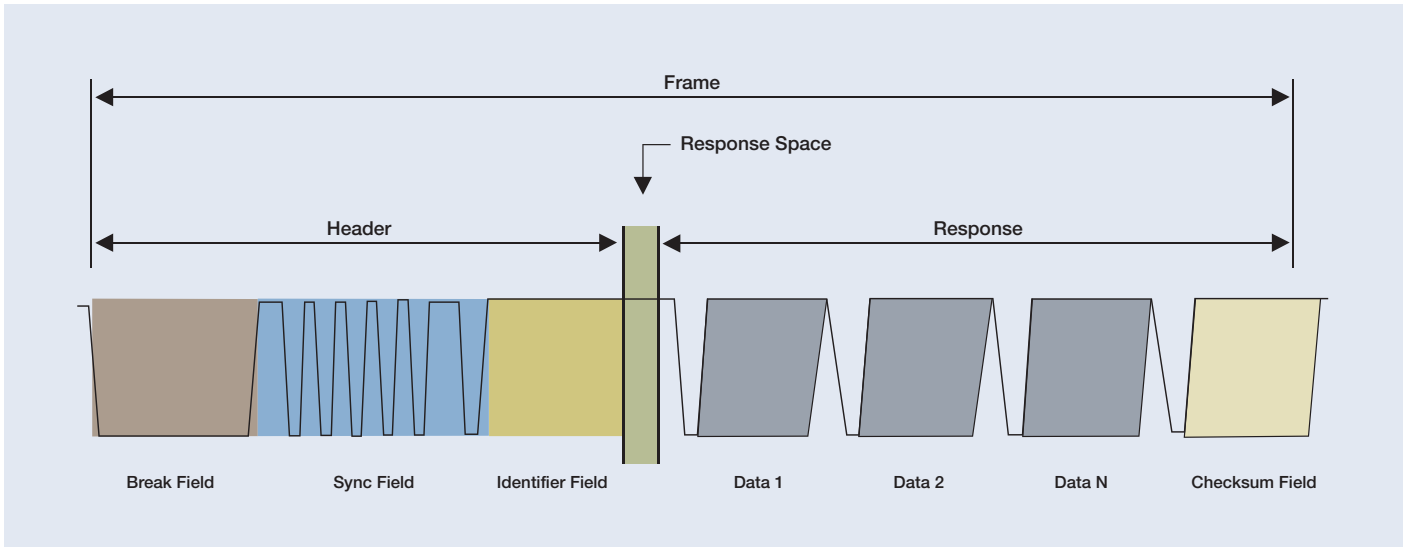 Frame
Response Space
Header
Response
Break Field
Sync Field
Identifier Field
Data 1
Data 2
Data N
Checksum Field